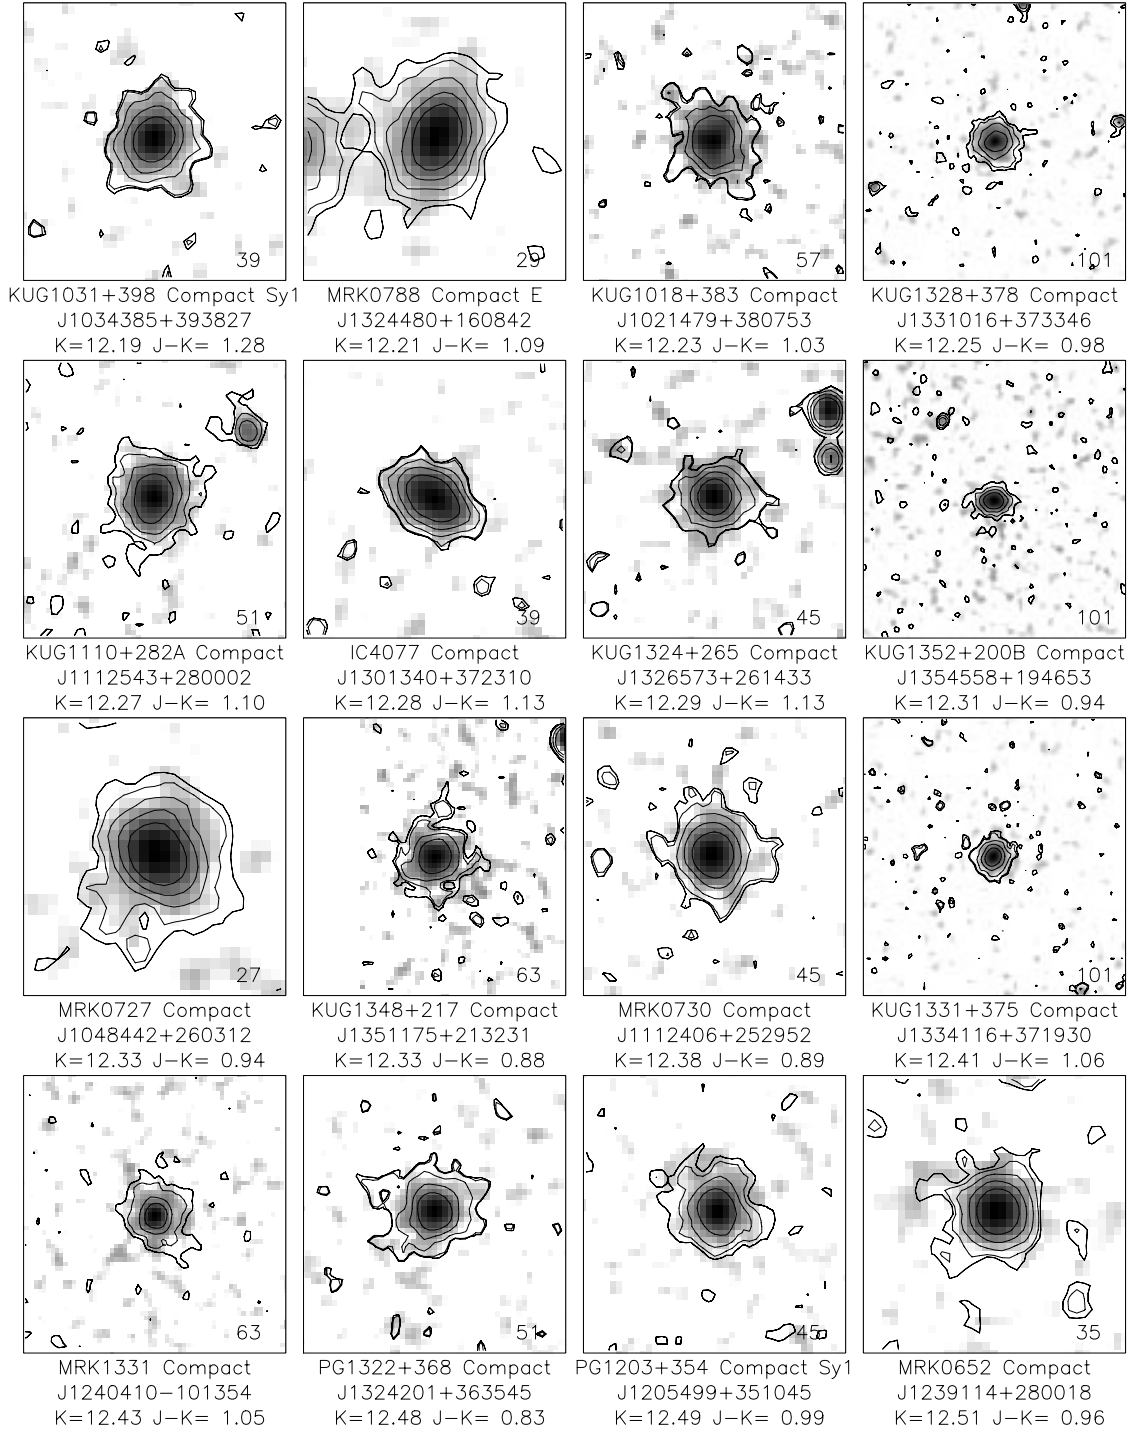 39
29
57
101
KUG1031+398 Compact Sy1
J1034385+393827
K=12.19 J−K= 1.28
MRK0788 Compact E
J1324480+160842
K=12.21 J−K= 1.09
KUG1018+383 Compact
J1021479+380753
K=12.23 J−K= 1.03
KUG1328+378 Compact
J1331016+373346
K=12.25 J−K= 0.98
51
39
45
101
KUG1110+282A Compact
J1112543+280002
K=12.27 J−K= 1.10
IC4077 Compact
J1301340+372310
K=12.28 J−K= 1.13
KUG1324+265 Compact
J1326573+261433
K=12.29 J−K= 1.13
KUG1352+200B Compact
J1354558+194653
K=12.31 J−K= 0.94
27
63
45
101
MRK0727 Compact
J1048442+260312
K=12.33 J−K= 0.94
KUG1348+217 Compact
J1351175+213231
K=12.33 J−K= 0.88
MRK0730 Compact
J1112406+252952
K=12.38 J−K= 0.89
KUG1331+375 Compact
J1334116+371930
K=12.41 J−K= 1.06
63
51
45
35
MRK1331 Compact
J1240410−101354
K=12.43 J−K= 1.05
PG1322+368 Compact
J1324201+363545
K=12.48 J−K= 0.83
PG1203+354 Compact Sy1
J1205499+351045
K=12.49 J−K= 0.99
MRK0652 Compact
J1239114+280018
K=12.51 J−K= 0.96